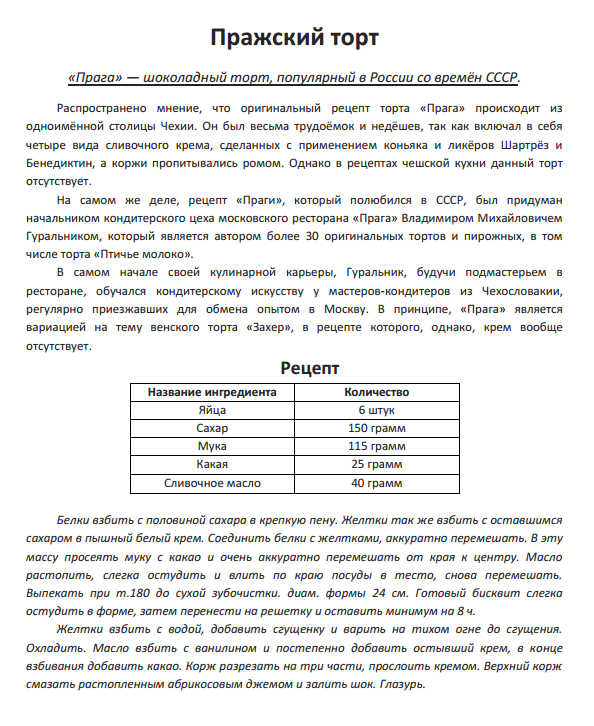 Пражский торт
«Прага» — шоколадный торт, популярный в России со времён СССР.
Распространено мнение, что оригинальный рецепт торта «Прага» происходит из
одноимённой столицы Чехии. Он был весьма трудоёмок и недёшев, так как включал в себя
четыре вида сливочного крема, сделанных с применением коньяка и ликёров Шартрёз и
Бенедиктин, а коржи пропитывались ромом. Однако в рецептах чешской кухни данный торт
отсутствует.
На самом же деле, рецепт «Праги», который полюбился в СССР, был придуман
начальником кондитерского цеха московского ресторана «Прага» Владимиром Михайловичем
Гуральником, который является автором более 30 оригинальных тортов и пирожных, в том
числе торта «Птичье молоко».
В самом начале своей кулинарной карьеры, Гуральник, будучи подмастерьем в
ресторане, обучался кондитерскому искусству у мастеров-кондитеров из Чехословакии,
регулярно приезжавших для обмена опытом в Москву. В принципе, «Прага» является
вариацией на тему венского торта «Захер», в рецепте которого, однако, крем вообще
отсутствует.
Рецепт
Название ингредиента Количество
Яйца 6 штук
Сахар 150 грамм
Мука 115 грамм
Какая 25 грамм
Сливочное масло 40 грамм
Белки взбить с половиной сахара в крепкую пену. Желтки так же взбить с оставшимся
сахаром в пышный белый крем. Соединить белки с желтками, аккуратно перемешать. В эту
массу просеять муку с какао и очень аккуратно перемешать от края к центру. Масло
растопить, слегка остудить и влить по краю посуды в тесто, снова перемешать.
Выпекать при т.180 до сухой зубочистки. диам. формы 24 см. Готовый бисквит слегка
остудить в форме, затем перенести на решетку и оставить минимум на 8 ч.
Желтки взбить с водой, добавить сгущенку и варить на тихом огне до сгущения.
Охладить. Масло взбить с ванилином и постепенно добавить остывший крем, в конце
взбивания добавить какао. Корж разрезать на три части, прослоить кремом. Верхний корж
смазать растопленным абрикосовым джемом и залить шок. Глазурь.